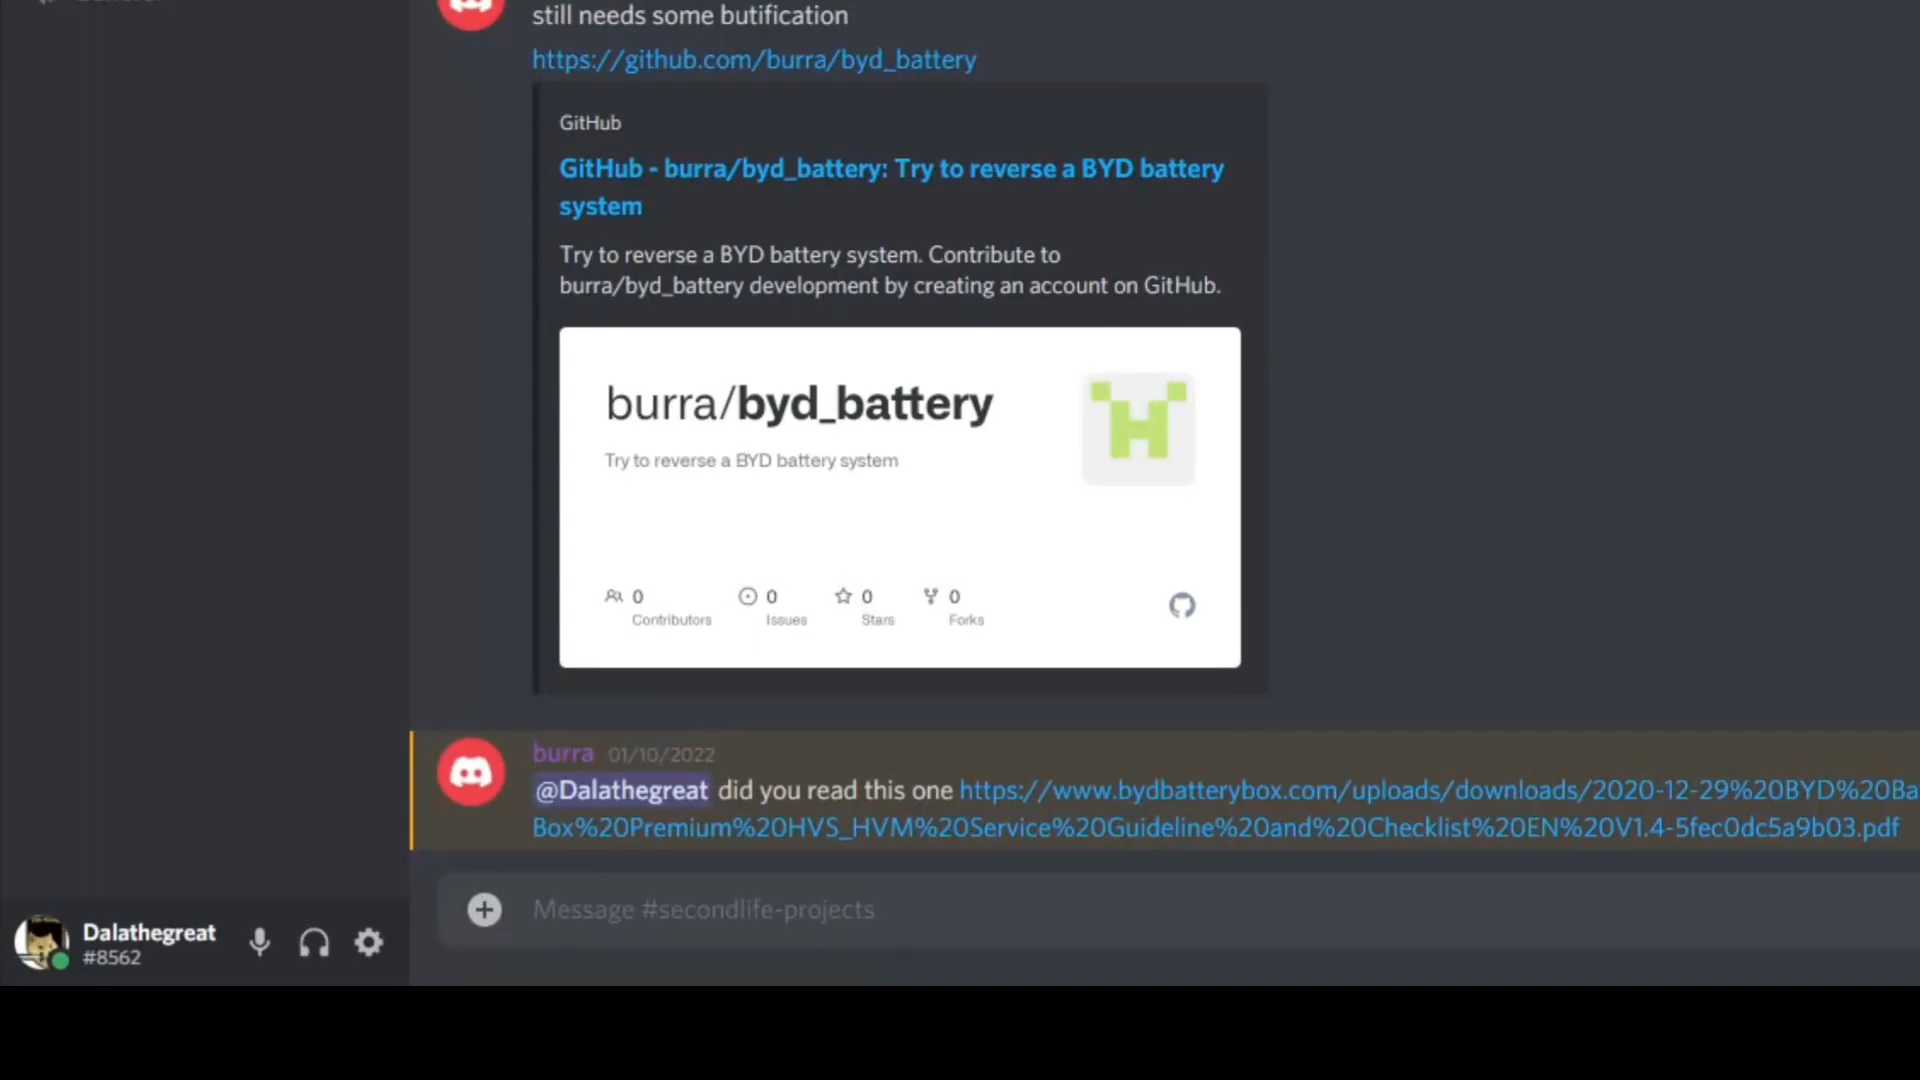 still needs some butification
https://github.com/burra/byd_battery
GitHub
GitHub - burra/byd_battery: Try to reverse a BYD battery
system
Try to reverse a BYD battery system. Contribute to
burra/byd_battery development by creating an account on GitHub.
burra/byd_battery
Try to reverse a BYD battery system
0 0 0 0
Contributors Issues Stars Forks
burra 01/10/2022
@Dalathegreat did you read this one https://www.bydbatterybox.com/uploads/downloads/2020-12-29%20BYD%20Ba
Box%20Premium%20HVS_HVM%20Service%20Guideline%20and%20Checklist%20EN%20V1.4-5fec0dc5a9b03.pdf
Message #secondlife-projects
Dalathegreat
#8562